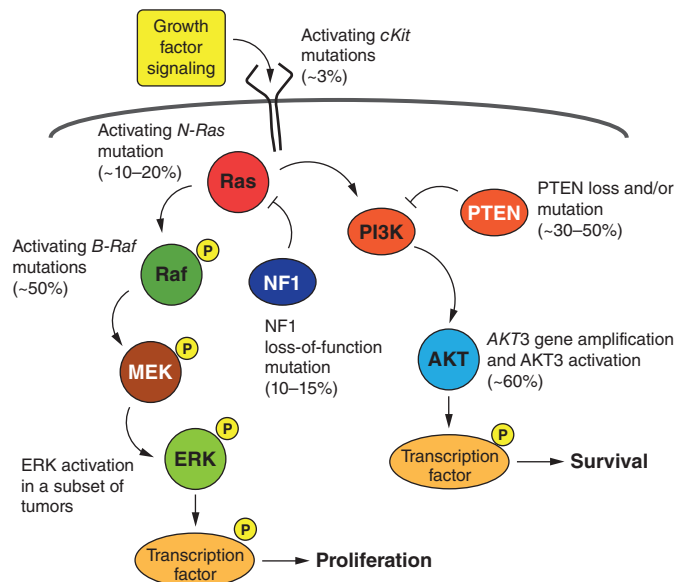 Growth
factor
signaling
Activating cKit
mutations
(~3%)
Activating N-Ras
mutation
(~10–20%)
Ras
PTEN loss and/or
mutation
(~30–50%)
PTEN
PI3K
Activating B-Raf
mutations
(~50%)
P
Raf
NF1
NF1
loss-of-function
mutation
(10–15%)
P
MEK
AKT3 gene amplification
and AKT3 activation
(~60%)
AKT
P
ERK
ERK activation
in a subset of
tumors
P
Transcription
factor
Survival
P
Transcription
factor
Proliferation